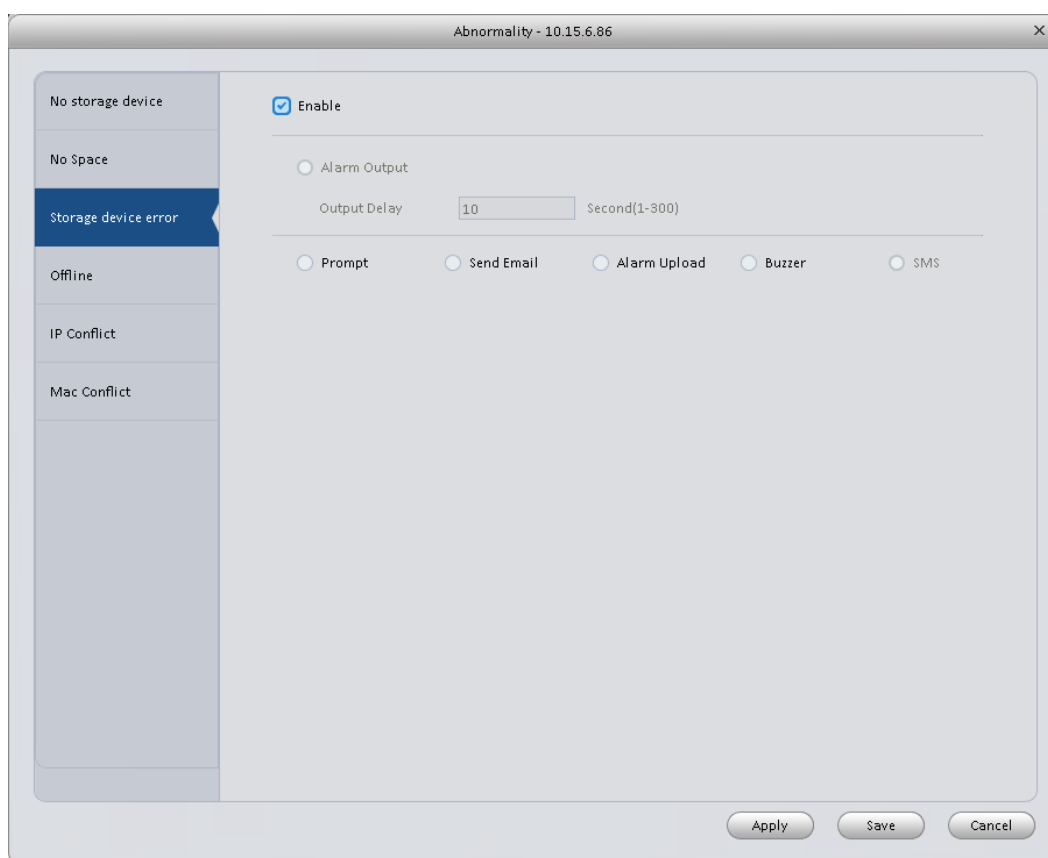 Abnormality - 10.15.6.86
No storage device
No Space
Storage device error
Offline
IP Conflict
Mac Conflict
Enable
Alarm Output
Output Delay 10 Second(1-300)
Prompt Send Email Alarm Upload Buzzer SMS
Apply Save Cancel